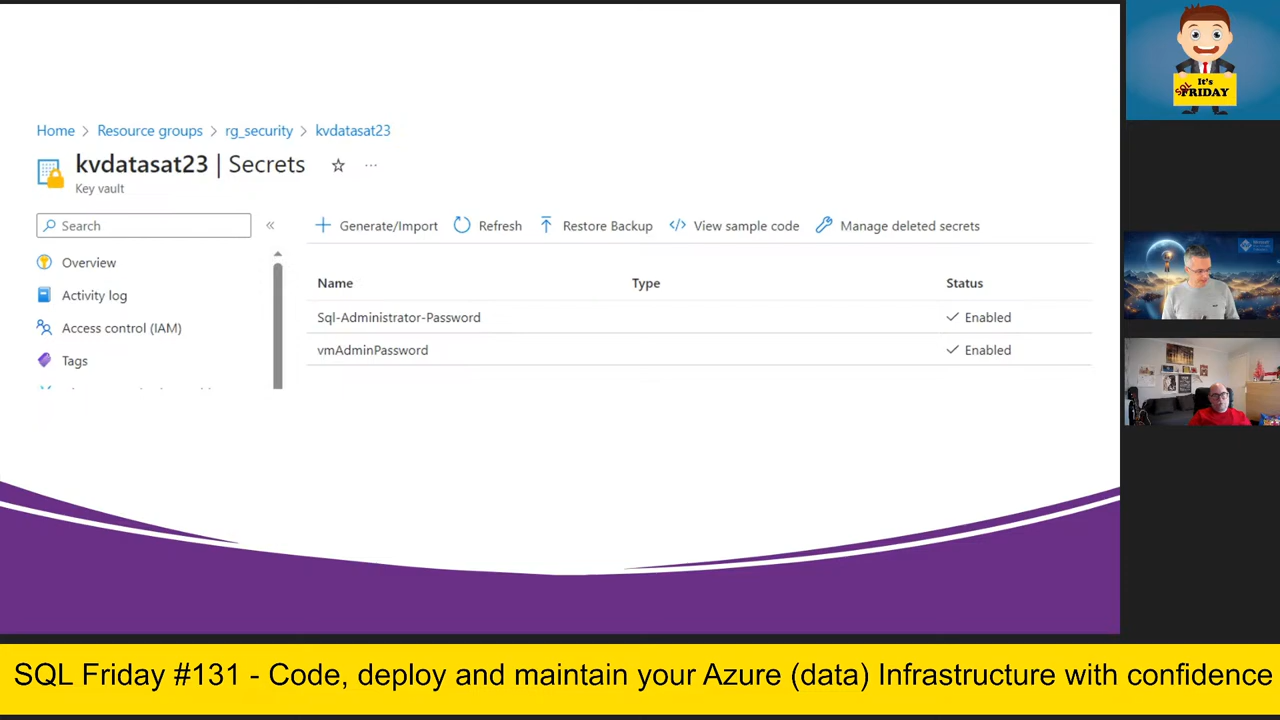 Home > Resource groups > rg_security > kvdatasat23
kvdatasat23 | Secrets
Key vault
Search
Generate/Import
Refresh
Restore Backup
View sample code
Manage deleted secrets
Overview
Activity log
Access control (IAM)
Tags
Name Type Status
Sql-Administrator-Password Enabled
vmAdminPassword Enabled
It's
SQL FRIDAY
SQL Friday #131 - Code, deploy and maintain your Azure (data) Infrastructure with confidence